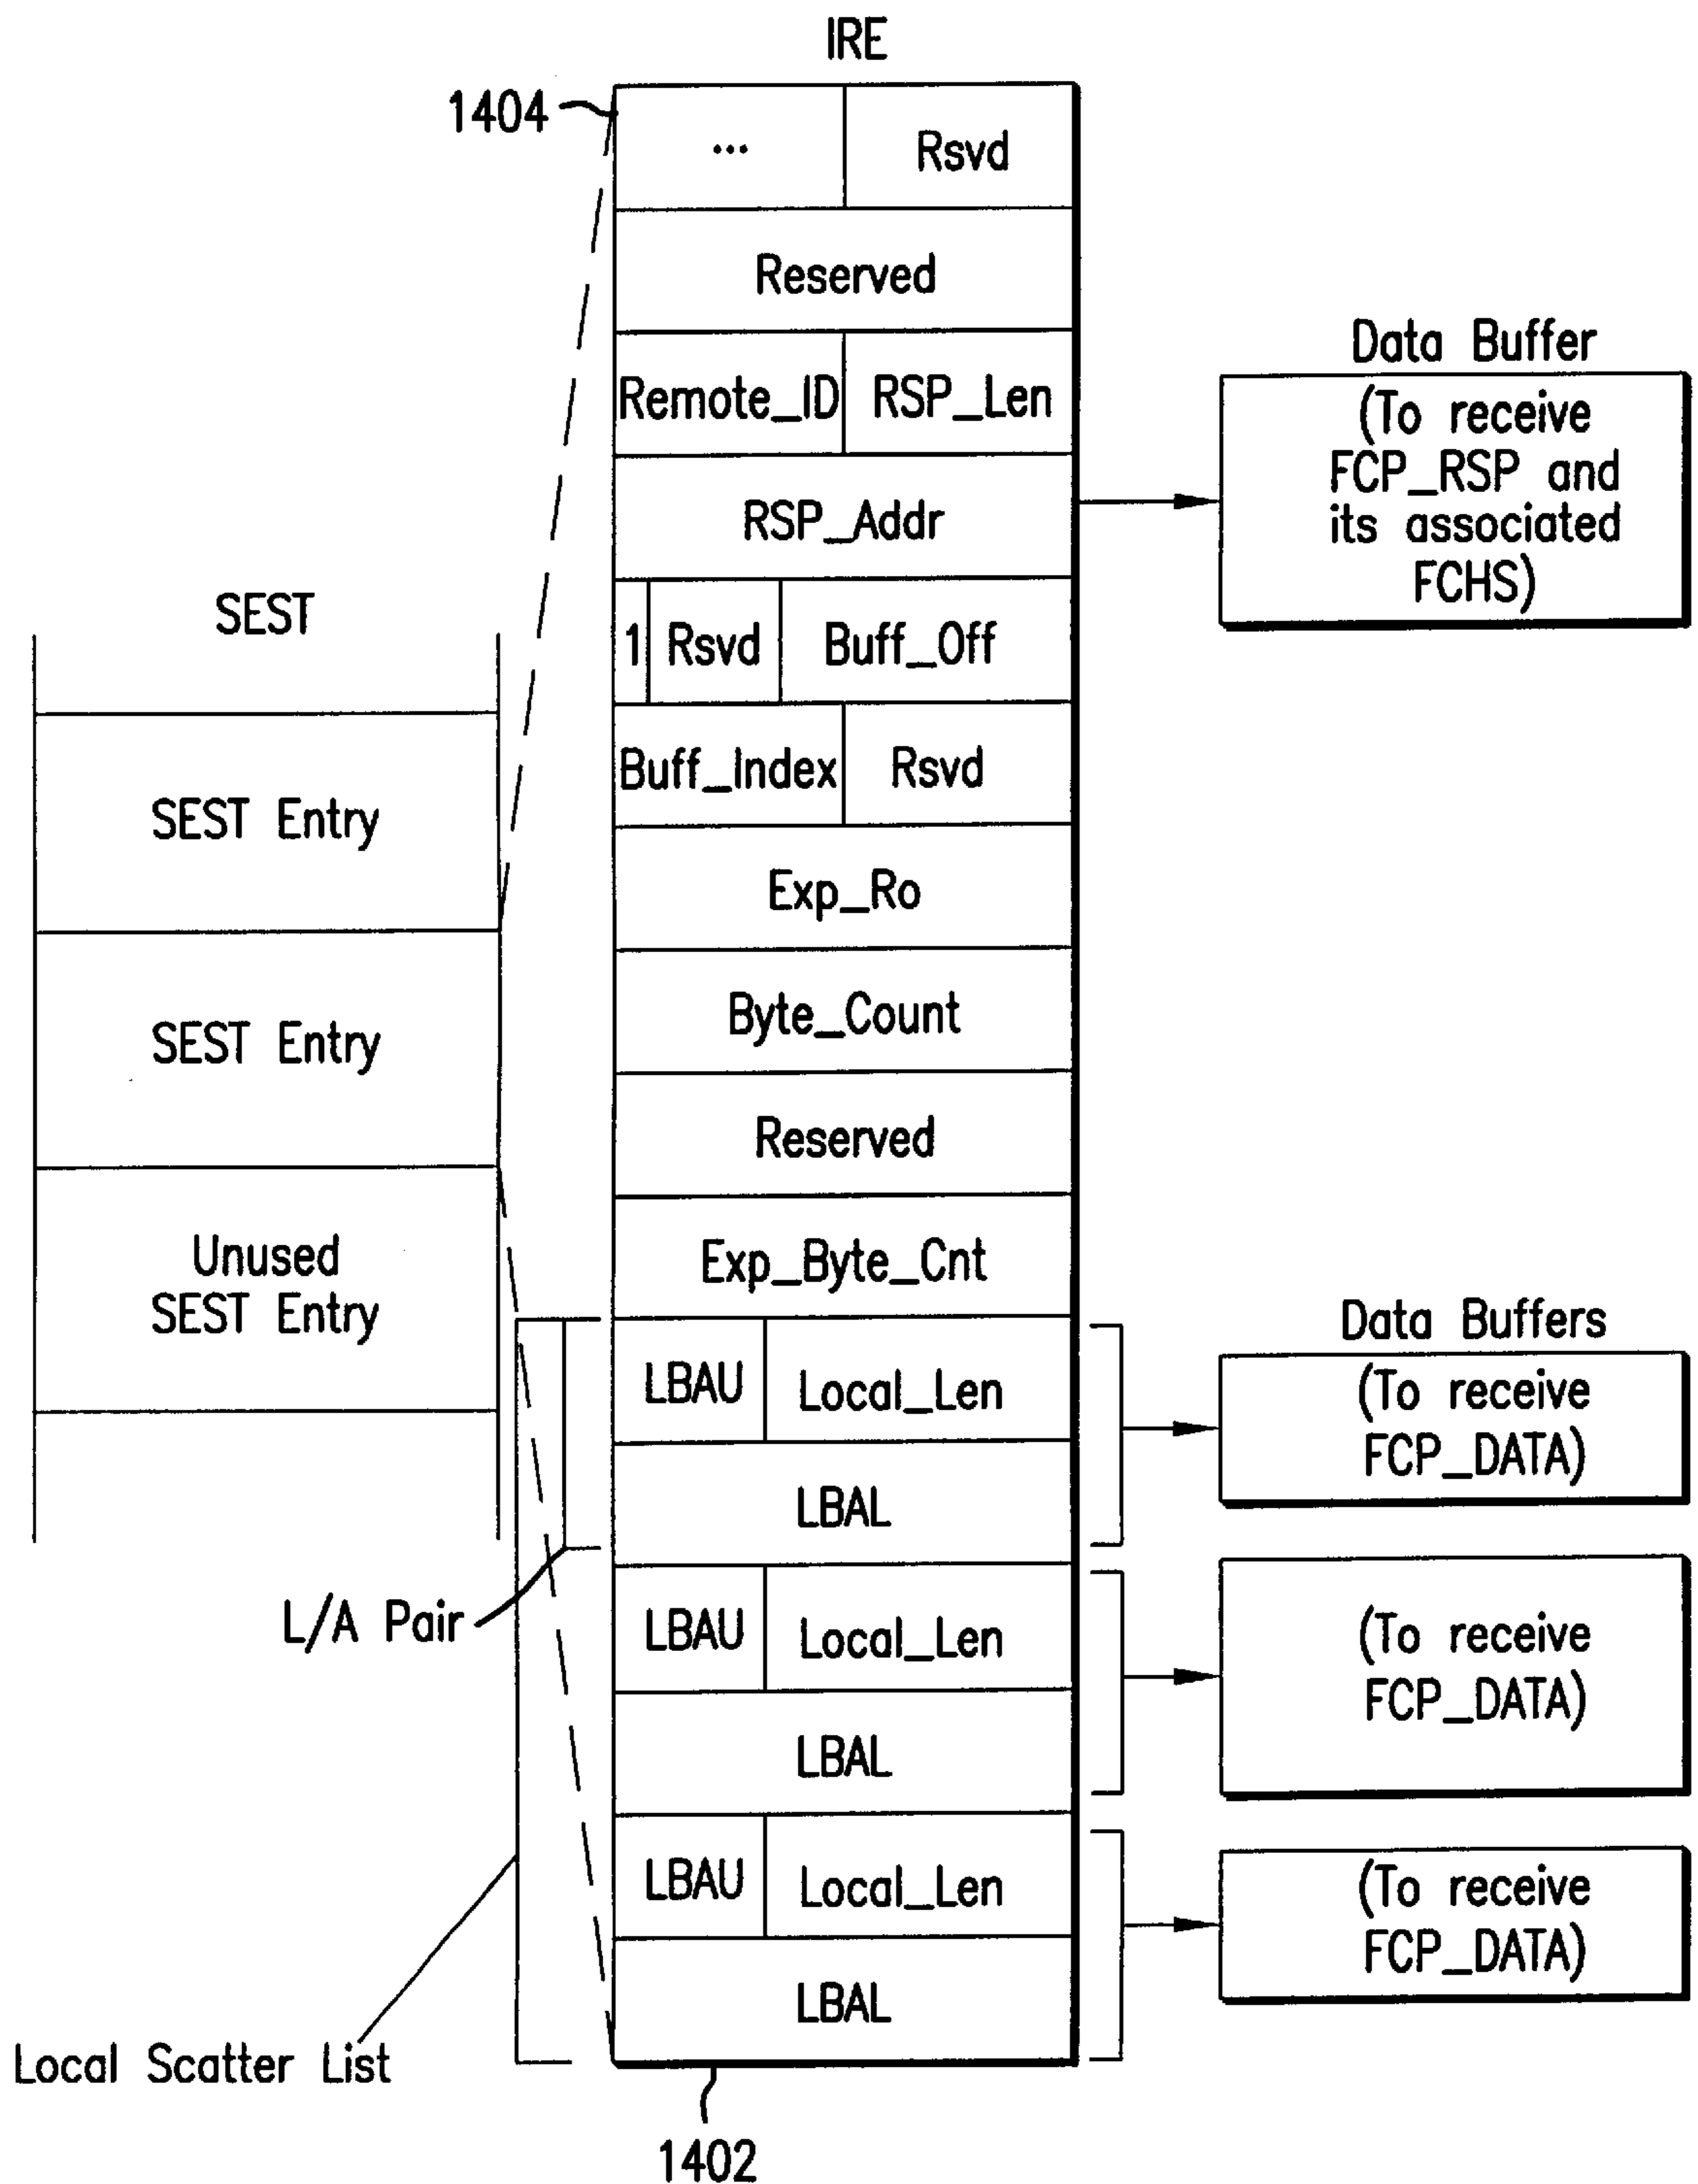 IRE
1404
... Rsvd
Reserved
Remote_ID RSP_Len
RSP_Addr
1 Rsvd Buff_Off
Buff_Index Rsvd
Exp_Ro
Byte_Count
Reserved
Exp_Byte_Cnt
LBAU Local_Len
LBAL
LBAU Local_Len
LBAL
LBAU Local_Len
LBAL
1402
SEST
SEST Entry
SEST Entry
Unused
SEST Entry
L/A Pair
Local Scatter List
Data Buffer
(To receive
FCP_RSP and
its associated
FCHS)
Data Buffers
(To receive
FCP_DATA)
(To receive
FCP_DATA)
(To receive
FCP_DATA)